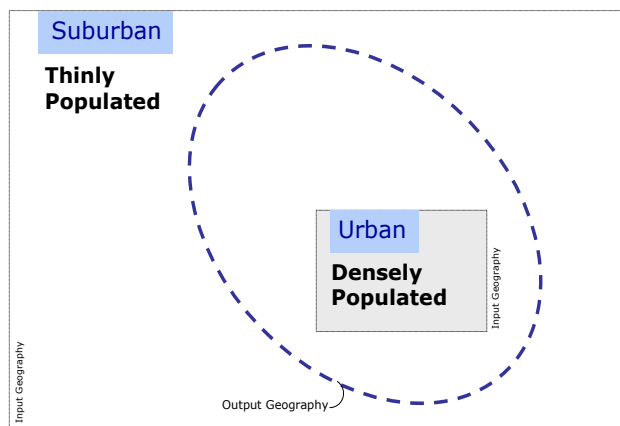 Suburban
Thinly
Populated
Urban
Densely
Populated
Input Geography
Input Geography
Output Geography